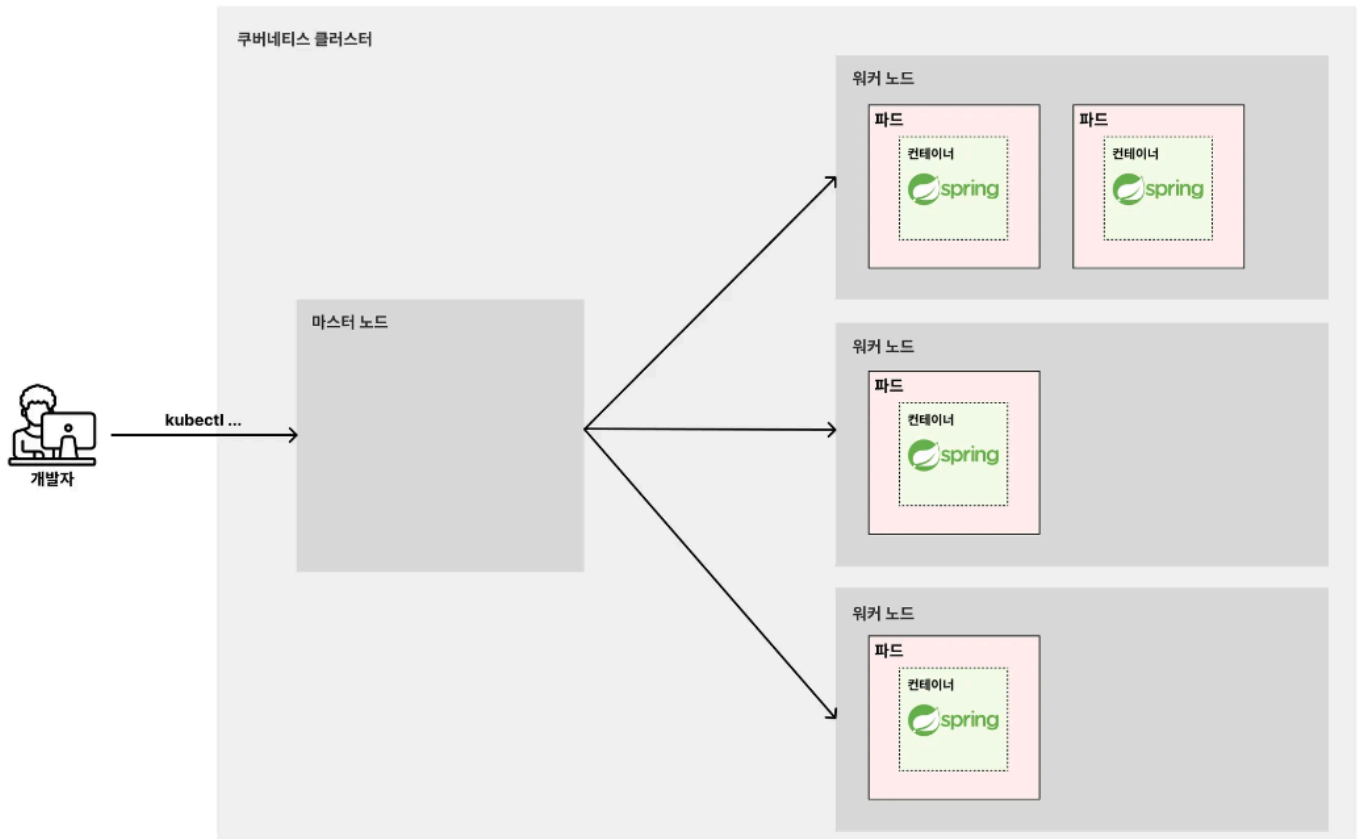 쿠버네티스 클러스터
워커 노드
파드
컨테이너
spring
파드
컨테이너
spring
마스터 노드
kubectl ...
개발자
워커 노드
파드
컨테이너
spring
워커 노드
파드
컨테이너
spring